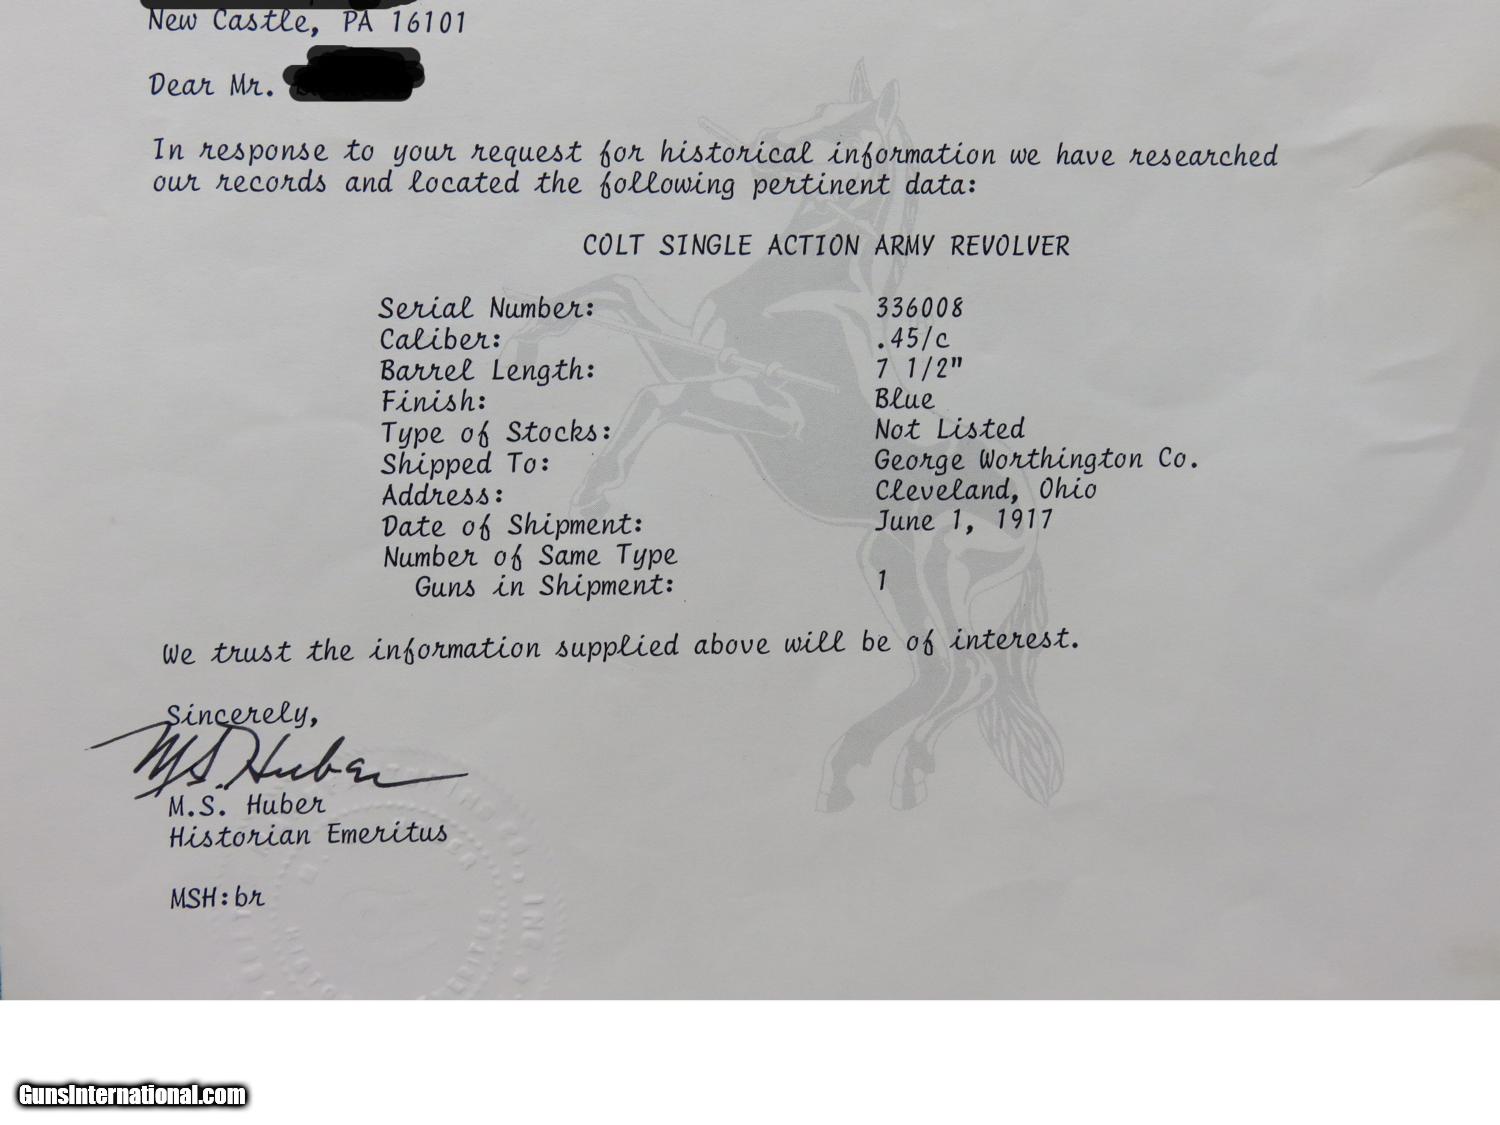 New Castle, PA 16101
Dear Mr.
In response to your request for historical information we have researched
our records and located the following pertinent data:
COLT SINGLE ACTION ARMY REVOLVER
Serial Number: 336008
Caliber: .45/c
Barrel Length: 7 1/2"
Finish: Blue
Type of Stocks: Not Listed
Shipped To: George Worthington Co.
Address: Cleveland, Ohio
Date of Shipment: June 1, 1917
Number of Same Type
Guns in Shipment: 1
We trust the information supplied above will be of interest.
Sincerely,
M.S. Huber
M.S. Huber
Historian Emeritus
MSH:br
GunsInternational.com